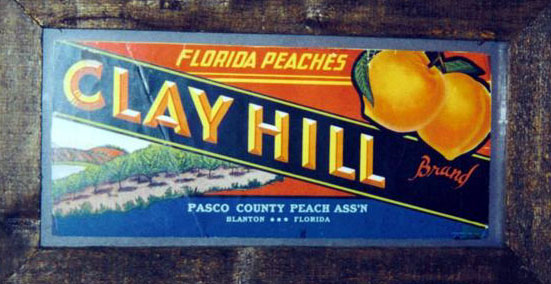 FLORIDA PEACHES
CLAY HILL
Brand
PASCO COUNTY PEACH ASS'N
BLANTON *** FLORIDA